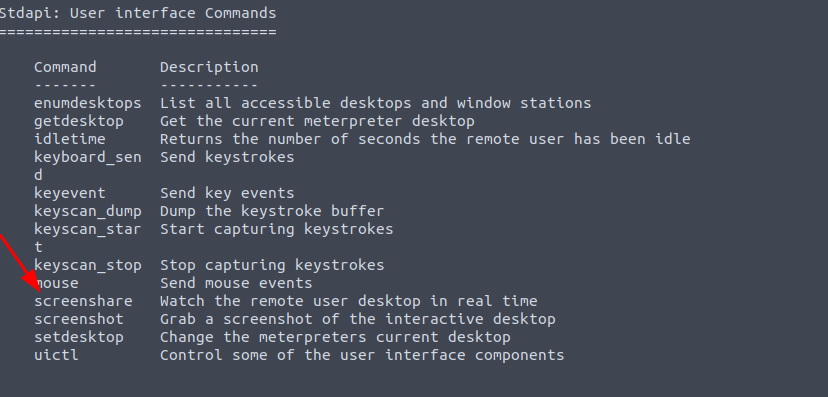 Stdapi: User interface Commands
===============================
Command Description
------- -----------
enumdesktops List all accessible desktops and window stations
getdesktop Get the current meterpreter desktop
idletime Returns the number of seconds the remote user has been idle
keyboard_sen Send keystrokes
d
keyevent Send key events
keyscan_dump Dump the keystroke buffer
keyscan_star Start capturing keystrokes
t
keyscan_stop Stop capturing keystrokes
mouse Send mouse events
screenshare Watch the remote user desktop in real time
screenshot Grab a screenshot of the interactive desktop
setdesktop Change the meterpreters current desktop
uictl Control some of the user interface components